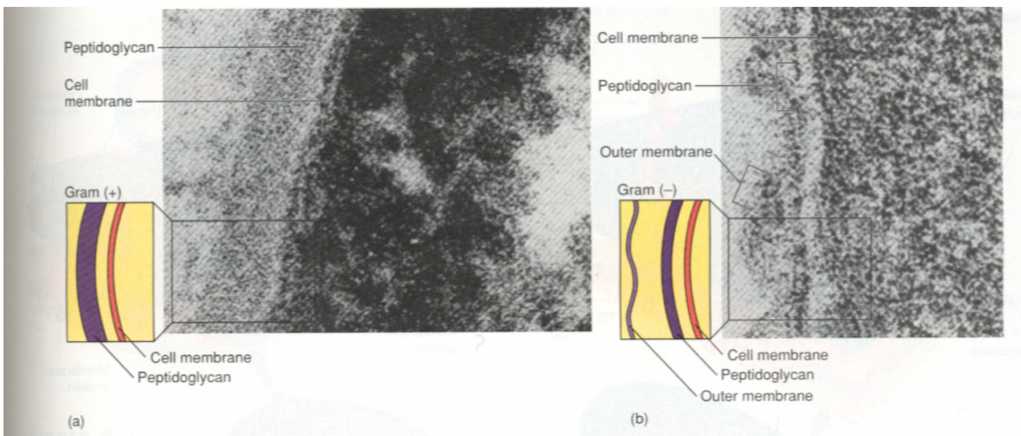 Peptidoglycan
Cell
membrane
Gram (+)
Cell membrane
Peptidoglycan
(a)
Cell membrane
Peptidoglycan
Outer membrane
Gram (–)
Cell membrane
Peptidoglycan
Outer membrane
(b)